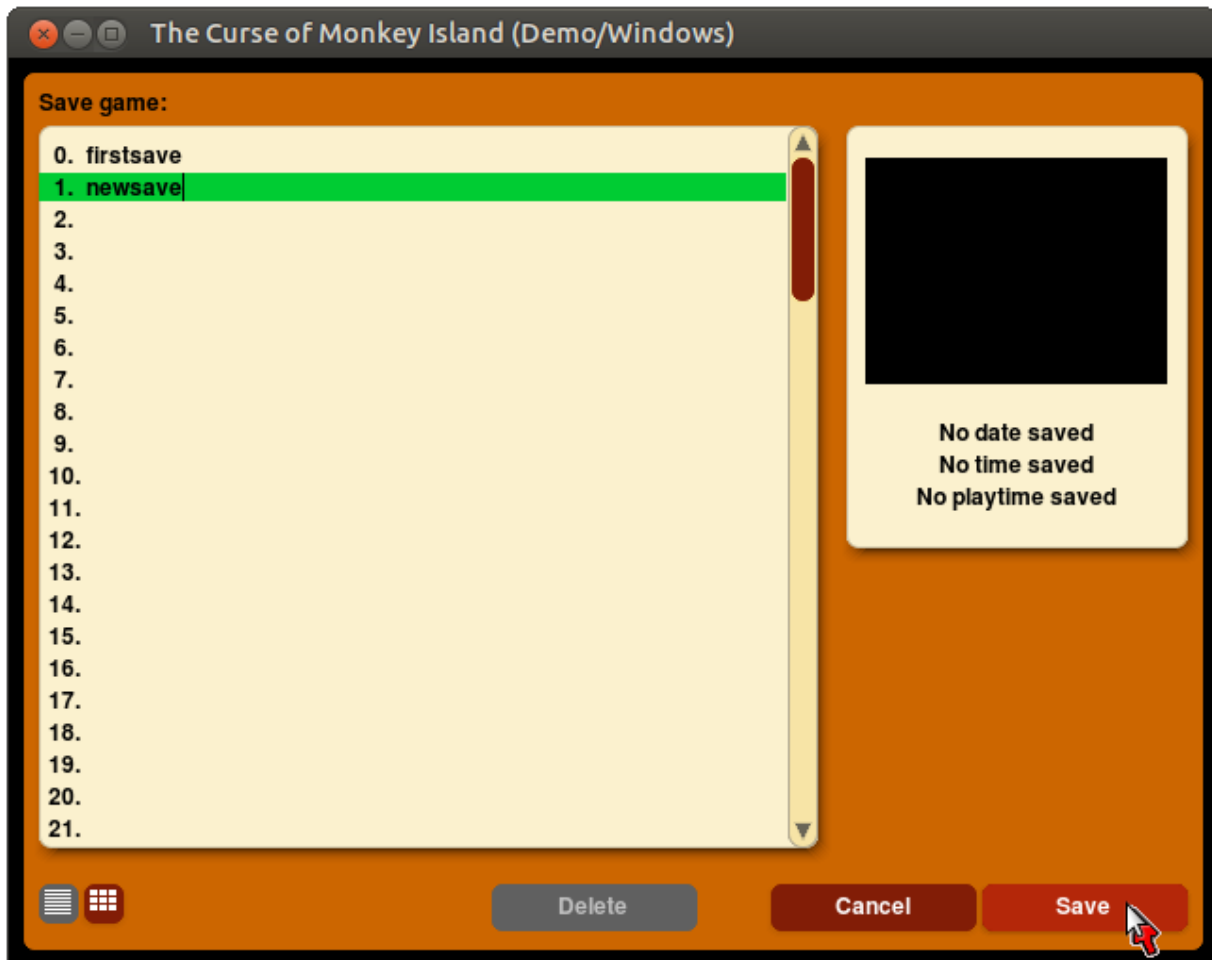 The Curse of Monkey Island (Demo/Windows)
Save game:
0. firstsave
1. newsave
2.
3.
4.
5.
6.
7.
8.
9.
10.
11.
12.
13.
14.
15.
16.
17.
18.
19.
20.
21.
No date saved
No time saved
No playtime saved
Delete
Cancel
Save